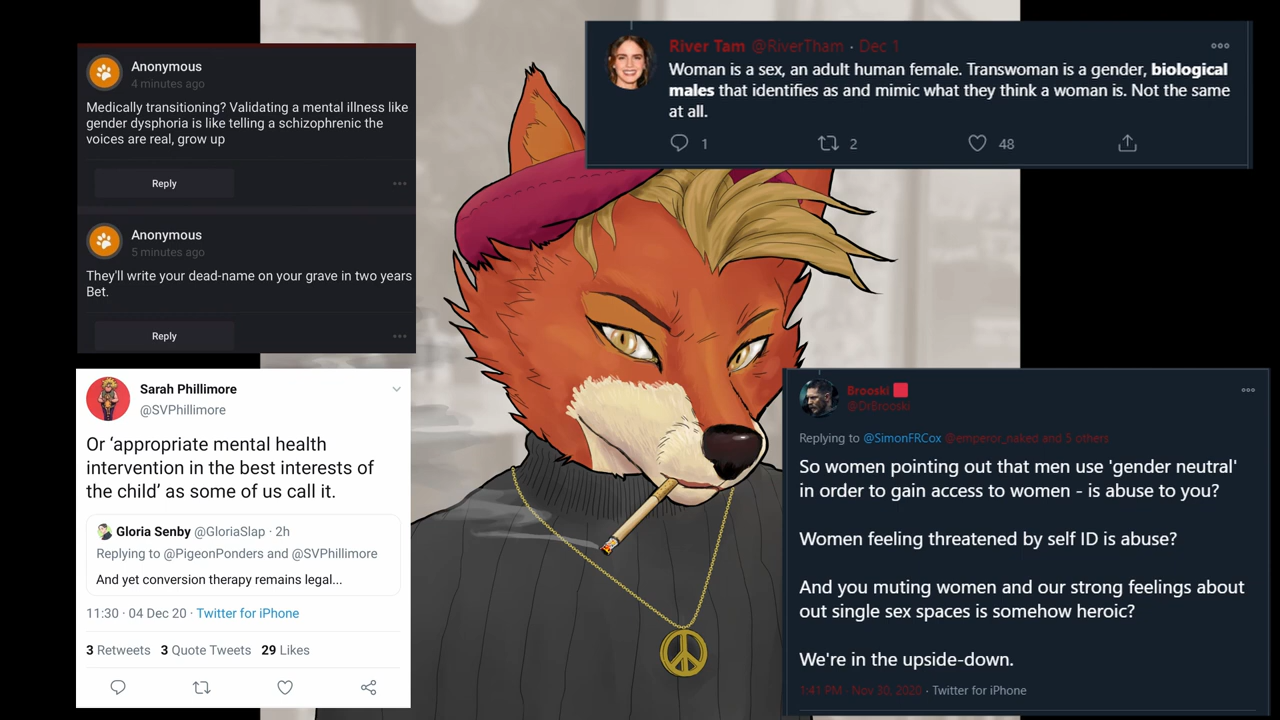 Anonymous
4 minutes ago
Medically transitioning? Validating a mental illness like
gender dysphoria is like telling a schizophrenic the
voices are real, grow up
Reply
Anonymous
5 minutes ago
They'll write your dead-name on your grave in two years
Bet.
Reply
River Tam @RiverTham · Dec 1
Woman is a sex, an adult human female. Transwoman is a gender, biological
males that identifies as and mimic what they think a woman is. Not the same
at all.
1 2 48
Sarah Phillimore
@SVPhillimore
Or ‘appropriate mental health
intervention in the best interests of
the child’ as some of us call it.
Gloria Senby @GloriaSlap · 2h
Replying to @PigeonPonders and @SVPhillimore
And yet conversion therapy remains legal...
11:30 · 04 Dec 20 · Twitter for iPhone
3 Retweets 3 Quote Tweets 29 Likes
Brooski
@DrBrooski
Replying to @SimonFRCox @emperor_naked and 5 others
So women pointing out that men use 'gender neutral'
in order to gain access to women - is abuse to you?
Women feeling threatened by self ID is abuse?
And you muting women and our strong feelings about
out single sex spaces is somehow heroic?
We're in the upside-down.
1:41 PM · Nov 30, 2020 · Twitter for iPhone